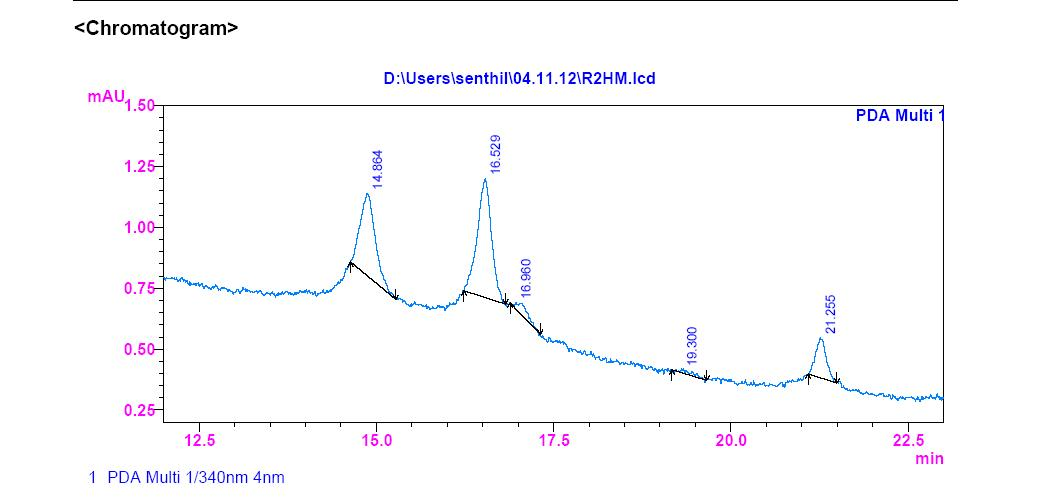 <Chromatogram>
D:\Users\senthil\04.11.12\R2HM.lcd
mAU
1.50
PDA Multi 1
1.25
1.00
0.75
0.50
0.25
14.864
16.529
16.960
19.300
21.255
12.5 15.0 17.5 20.0 22.5
min
1 PDA Multi 1/340nm 4nm